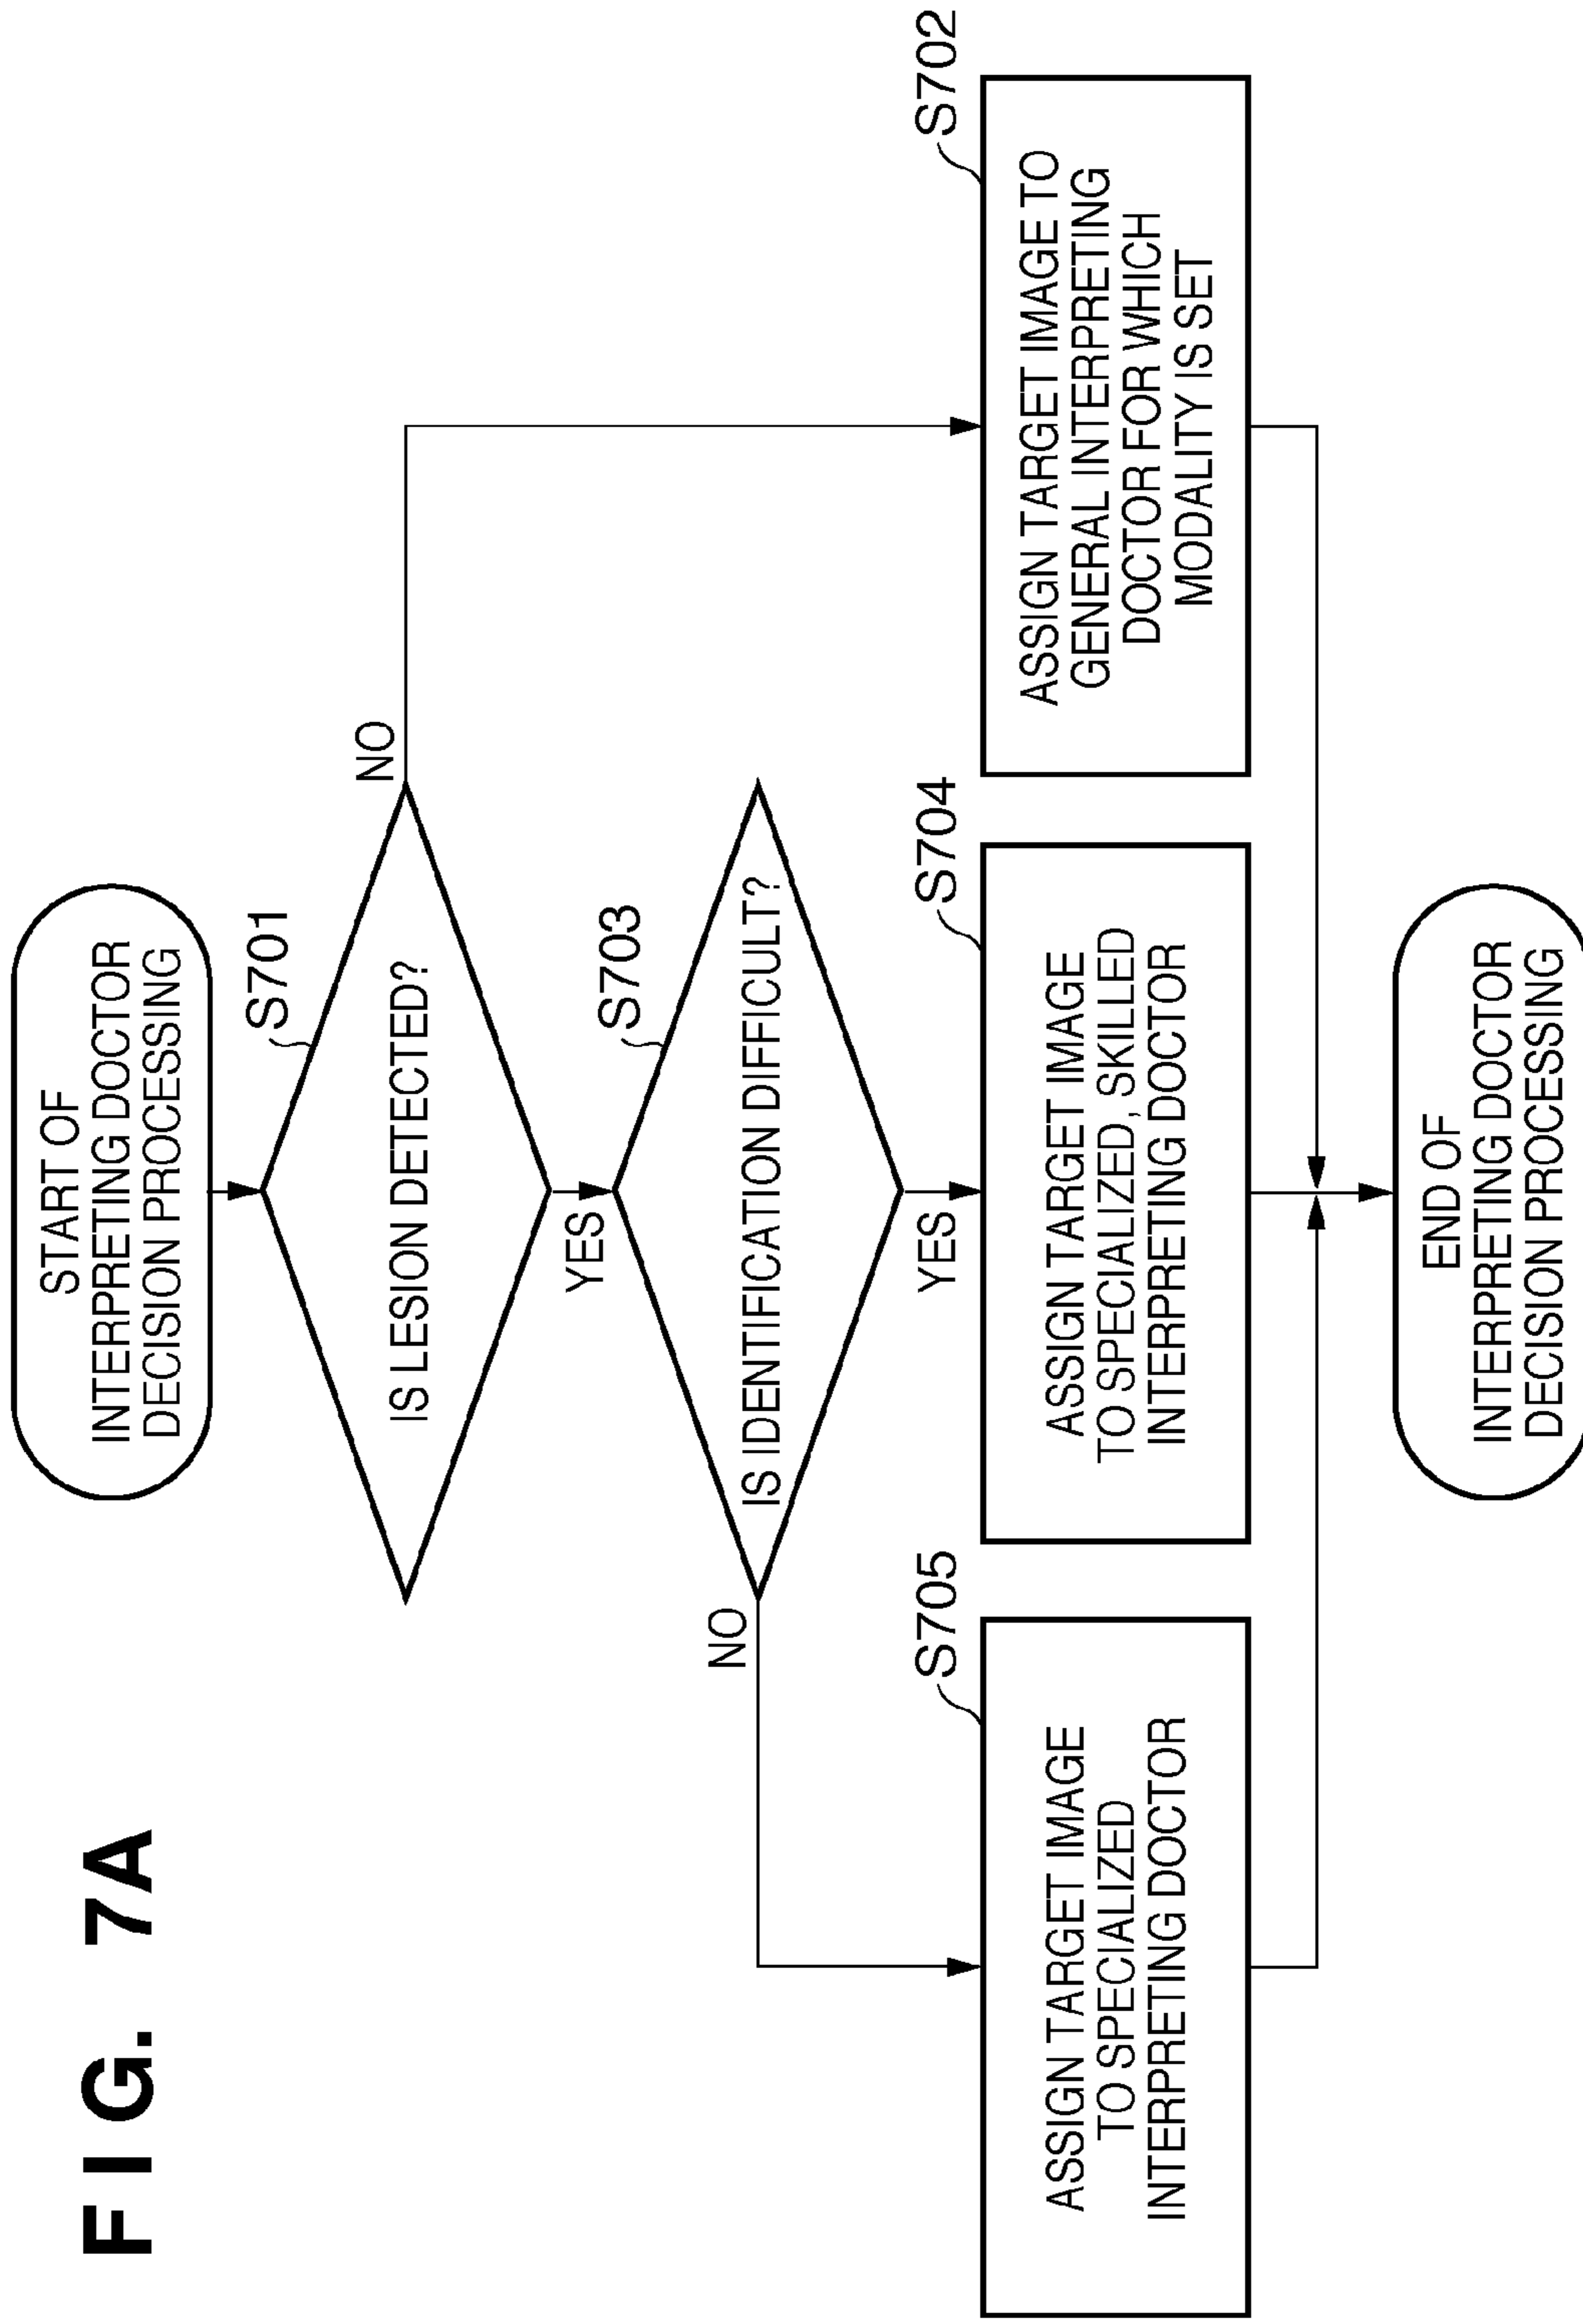 FIG. 7A
START OF
INTERPRETING DOCTOR
DECISION PROCESSING
S701
IS LESION DETECTED?
NO
YES
S703
IS IDENTIFICATION DIFFICULT?
NO
YES
S705
ASSIGN TARGET IMAGE
TO SPECIALIZED
INTERPRETING DOCTOR
S704
ASSIGN TARGET IMAGE
TO SPECIALIZED, SKILLED
INTERPRETING DOCTOR
S702
ASSIGN TARGET IMAGE TO
GENERAL INTERPRETING
DOCTOR FOR WHICH
MODALITY IS SET
END OF
INTERPRETING DOCTOR
DECISION PROCESSING